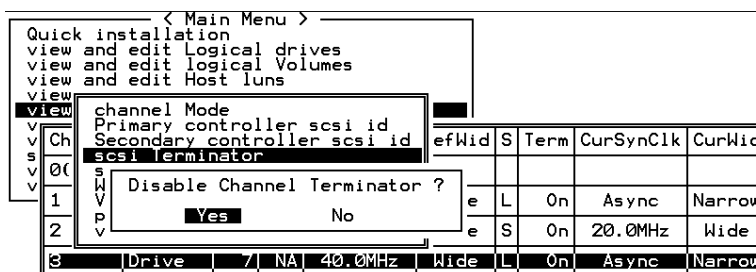 < Main Menu >
Quick installation
view and edit Logical drives
view and edit logical Volumes
view and edit Host luns
view
view
channel Mode
Primary controller scsi id
Secondary controller scsi id
scsi Terminator
Disable Channel Terminator ?
Yes No
Ch efWid S Term CurSynClk CurWid
1 e L On Async Narrow
2 e S On 20.0MHz Wide
3 Drive 7 NA 40.0MHz Wide L On Async Narrow